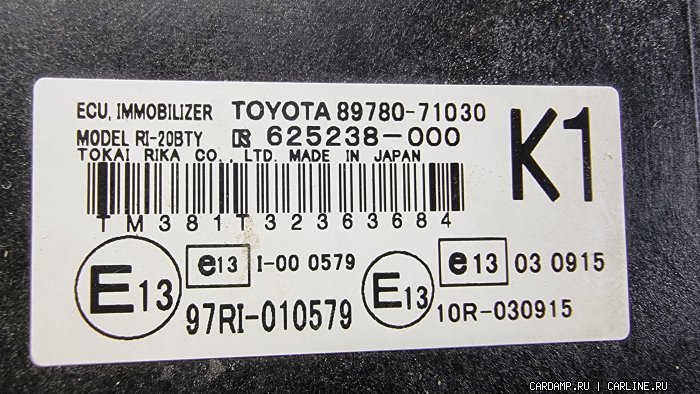 ECU, IMMOBILIZER TOYOTA 89780-71030
MODEL RI-20BTY 625238-000
TOKAI RIKA CO., LTD. MADE IN JAPAN
K1
TM381T32363684
E13 e13 I-00 0579
97RI-010579
E13 e13 03 0915
10R-030915
CARDAMP.RU | CARLINE.RU